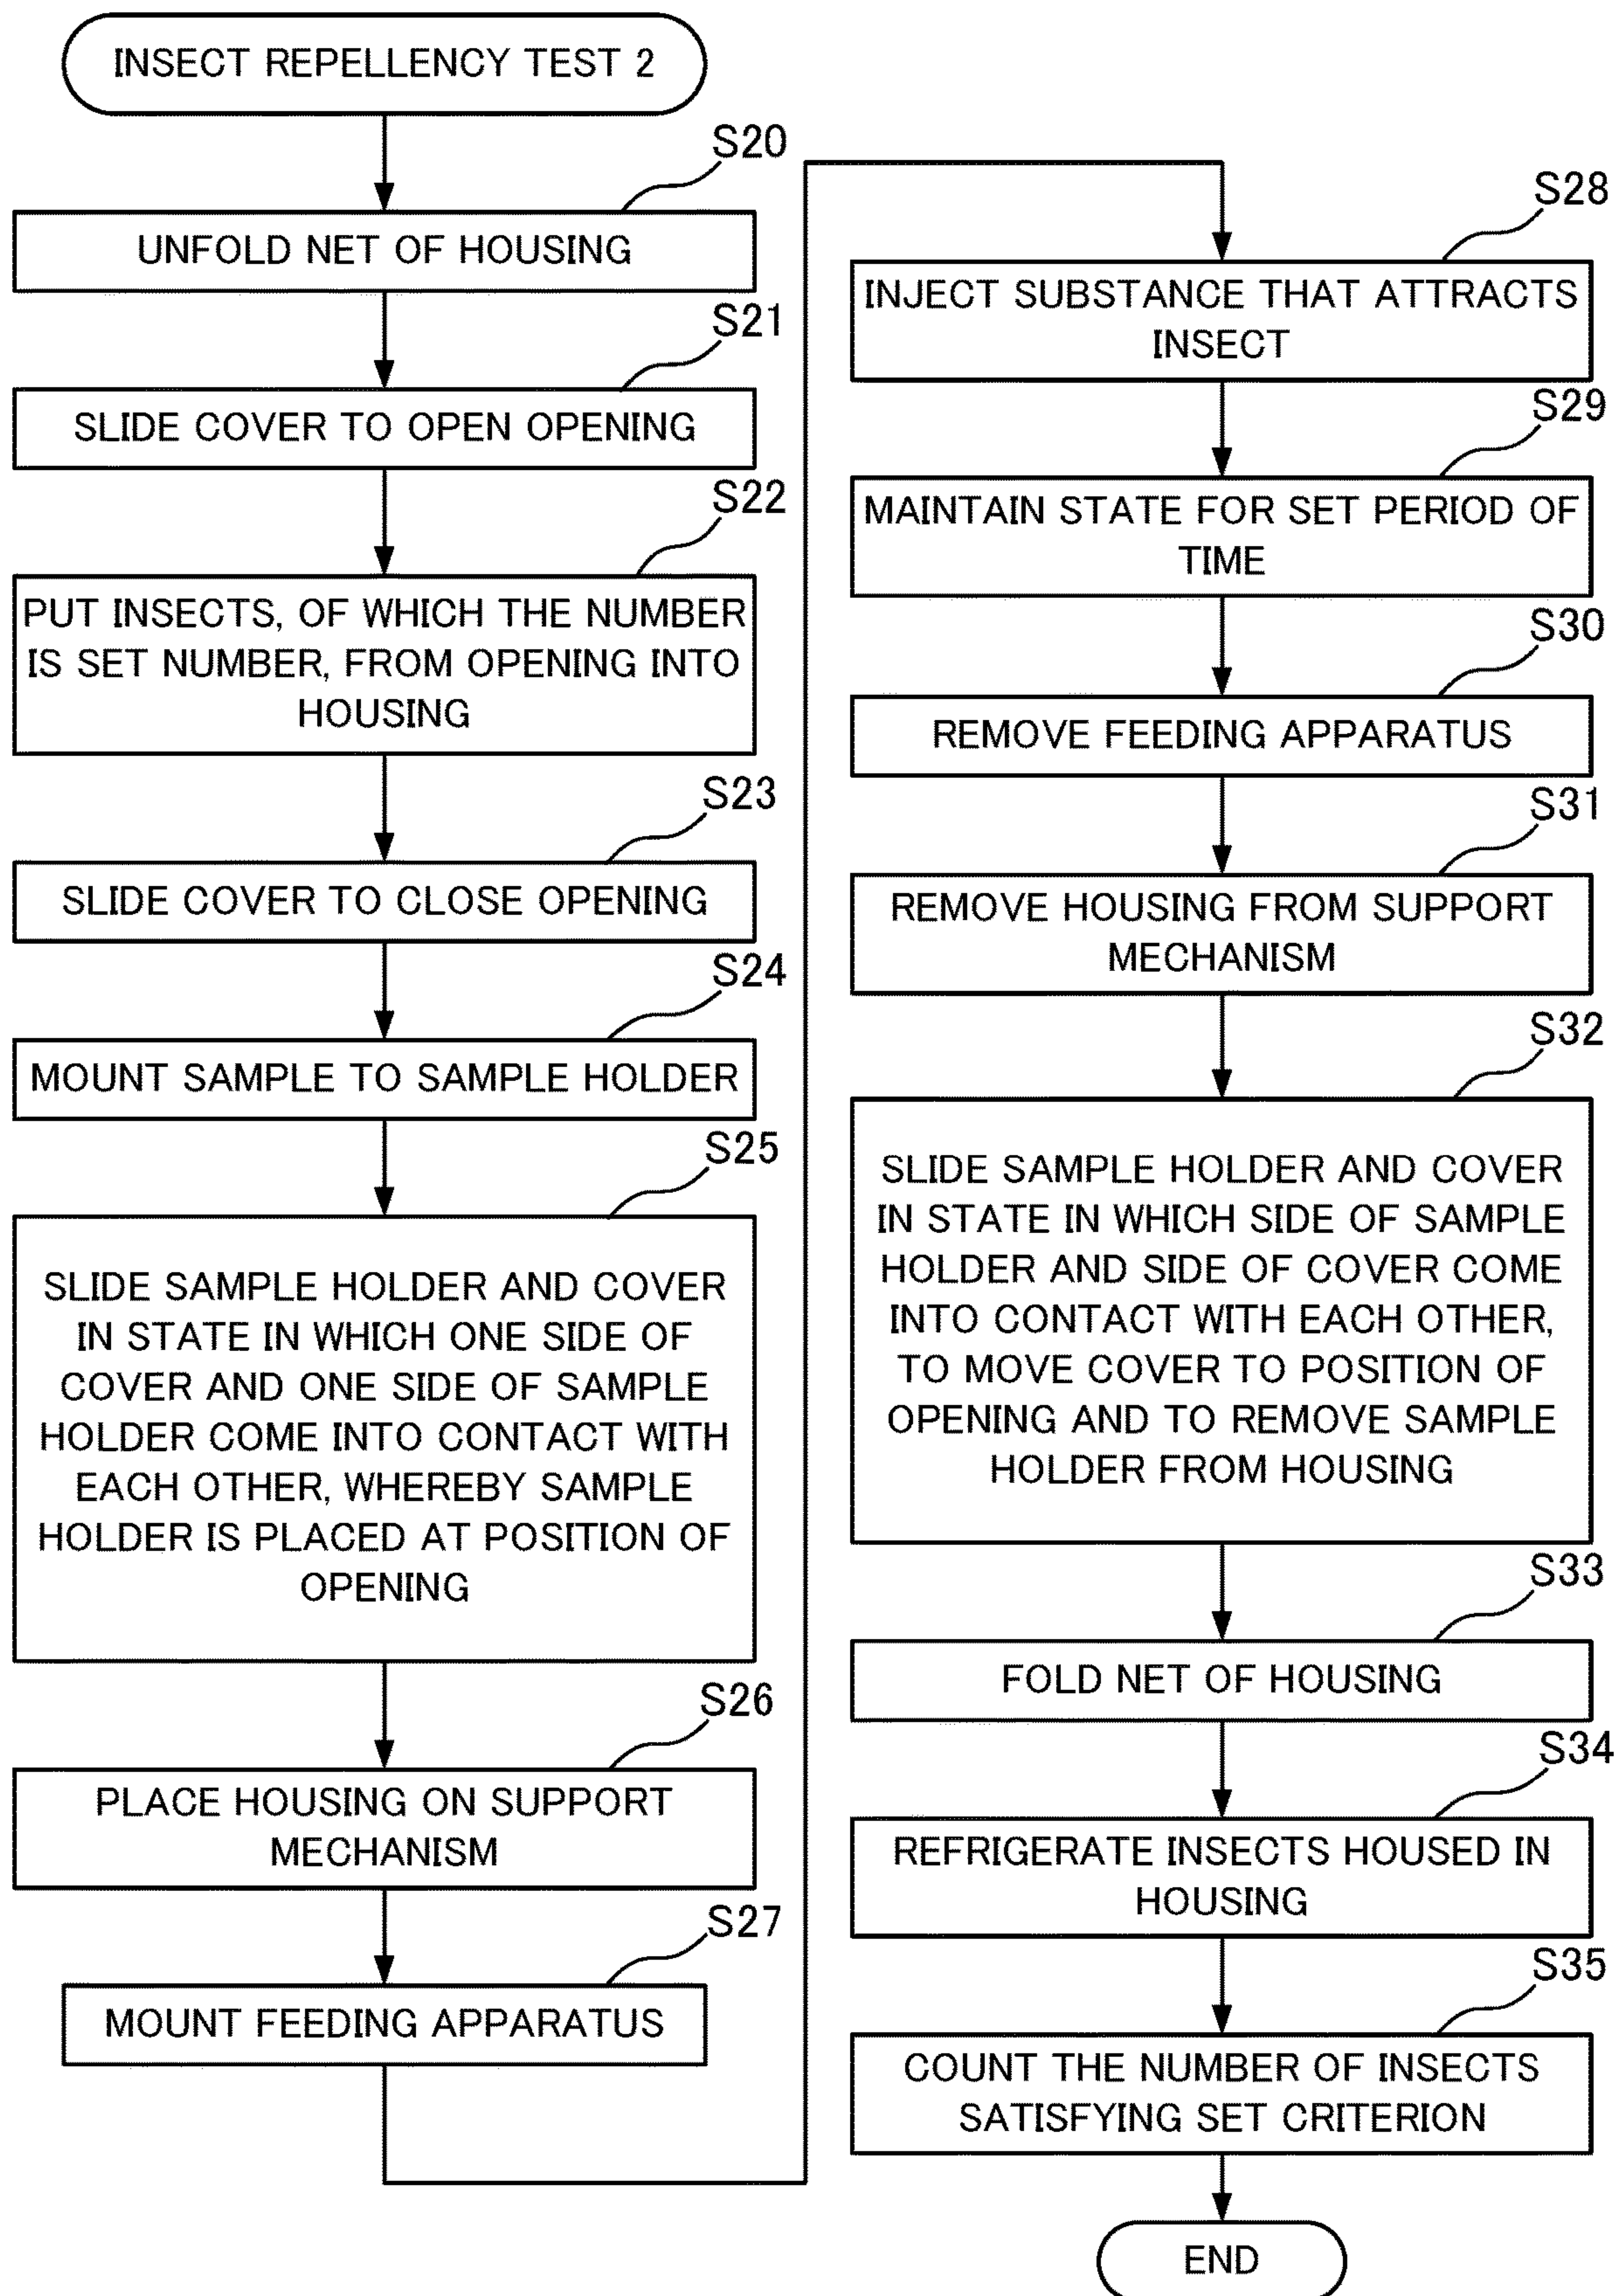 INSECT REPELLENCY TEST 2
S20
UNFOLD NET OF HOUSING
S21
SLIDE COVER TO OPEN OPENING
S22
PUT INSECTS, OF WHICH THE NUMBER
IS SET NUMBER, FROM OPENING INTO
HOUSING
S23
SLIDE COVER TO CLOSE OPENING
S24
MOUNT SAMPLE TO SAMPLE HOLDER
S25
SLIDE SAMPLE HOLDER AND COVER
IN STATE IN WHICH ONE SIDE OF
COVER AND ONE SIDE OF SAMPLE
HOLDER COME INTO CONTACT WITH
EACH OTHER, WHEREBY SAMPLE
HOLDER IS PLACED AT POSITION OF
OPENING
S26
PLACE HOUSING ON SUPPORT
MECHANISM
S27
MOUNT FEEDING APPARATUS
S28
INJECT SUBSTANCE THAT ATTRACTS
INSECT
S29
MAINTAIN STATE FOR SET PERIOD OF
TIME
S30
REMOVE FEEDING APPARATUS
S31
REMOVE HOUSING FROM SUPPORT
MECHANISM
S32
SLIDE SAMPLE HOLDER AND COVER
IN STATE IN WHICH SIDE OF SAMPLE
HOLDER AND SIDE OF COVER COME
INTO CONTACT WITH EACH OTHER,
TO MOVE COVER TO POSITION OF
OPENING AND TO REMOVE SAMPLE
HOLDER FROM HOUSING
S33
FOLD NET OF HOUSING
S34
REFRIGERATE INSECTS HOUSED IN
HOUSING
S35
COUNT THE NUMBER OF INSECTS
SATISFYING SET CRITERION
END